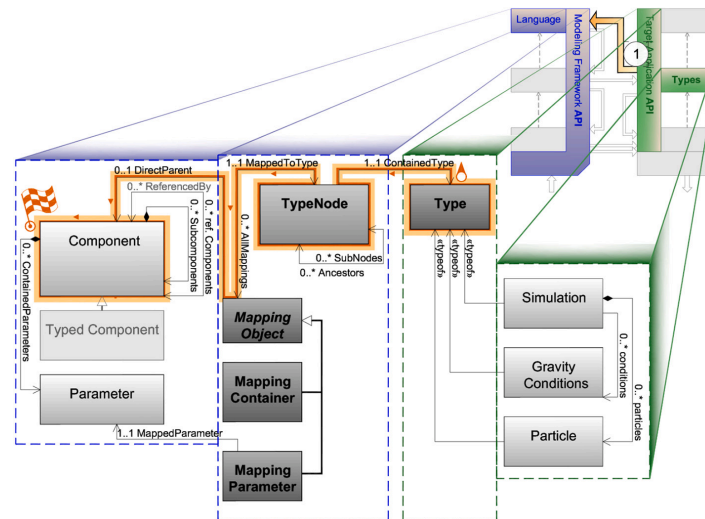 Language
Modeling Framework API
Target Application API
1
Types
0..1 DirectParent
1..1 MappedToType
1..1 ContainedType
0..* ReferencedBy
Component
0..* Subcomponents
0..* ref. Components
0..* ContainedParameters
Typed Component
Parameter
1..1 MappedParameter
TypeNode
0..* AllMappings
0..* SubNodes
0..* Ancestors
Mapping
Object
Mapping
Container
Mapping
Parameter
Type
«typeof»
«typeof»
«typeof»
Simulation
Gravity
Conditions
Particle
0..* conditions
0..* particles